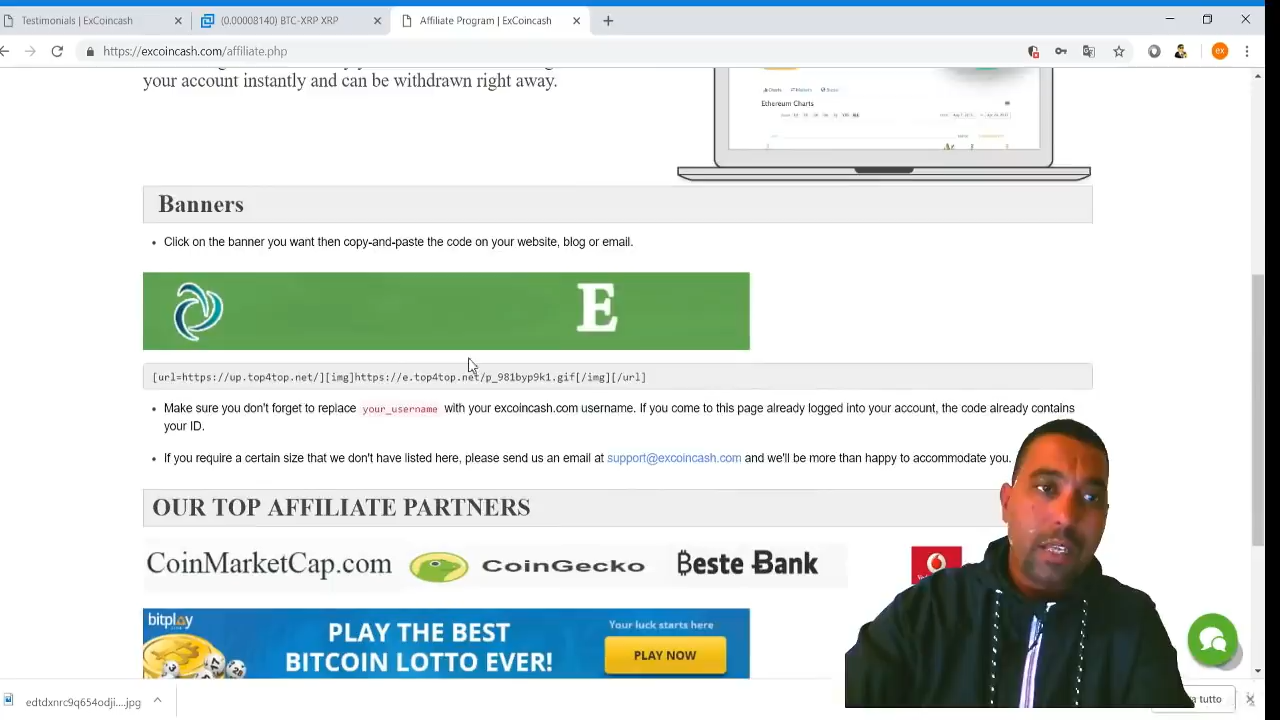 Testimonials | ExCoincash
(0.00008140) BTC-XRP XRP
Affiliate Program | ExCoincash
https://excoincash.com/affiliate.php
ex
your account instantly and can be withdrawn right away.
Ethereum Charts
Banners
Click on the banner you want then copy-and-paste the code on your website, blog or email.
E
[url=https://up.top4top.net/][img]https://e.top4top.net/p_981byp9k1.gif[/img][/url]
Make sure you don't forget to replace your_username with your excoincash.com username. If you come to this page already logged into your account, the code already contains
your ID.
If you require a certain size that we don't have listed here, please send us an email at support@excoincash.com and we'll be more than happy to accommodate you.
OUR TOP AFFILIATE PARTNERS
CoinMarketCap.com
CoinGecko
Beste Bank
bitplay
PLAY THE BEST
BITCOIN LOTTO EVER!
Your luck starts here
PLAY NOW
edtdxnrc9q654odji....jpg
tutto